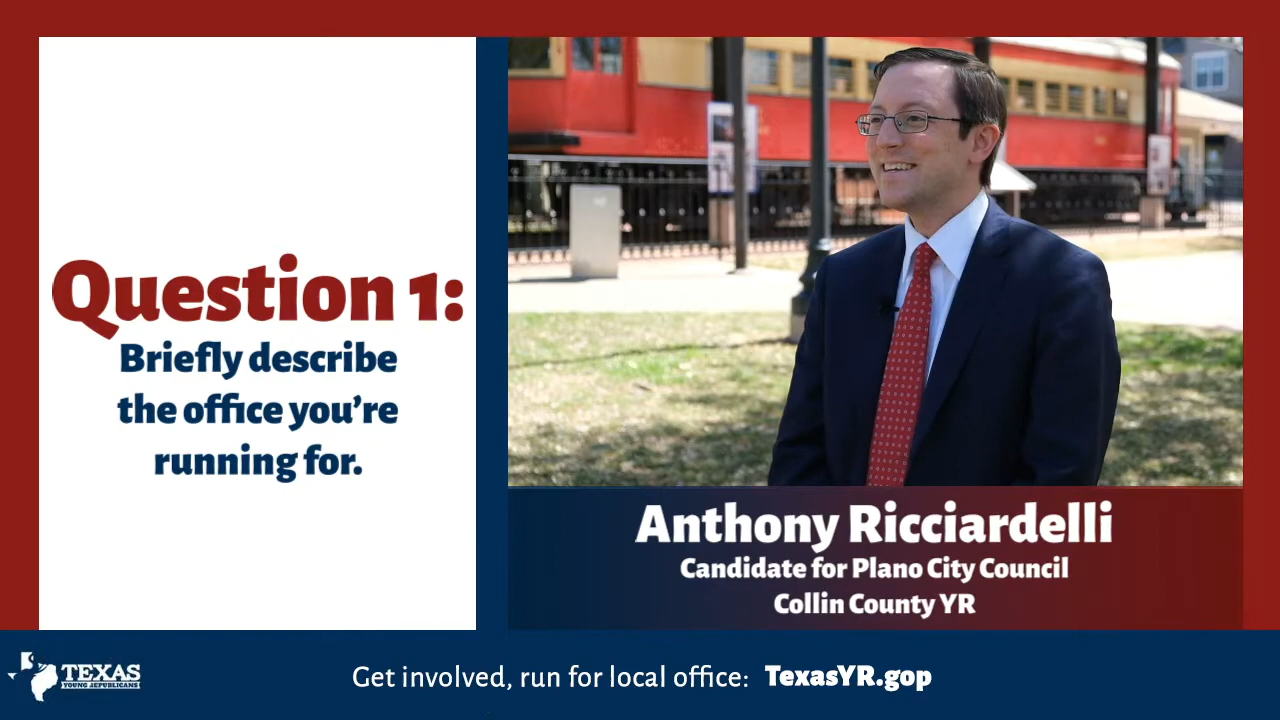 Question 1:
Briefly describe
the office you're
running for.
Anthony Ricciardelli
Candidate for Plano City Council
Collin County YR
TEXAS
YOUNG REPUBLICANS
Get involved, run for local office: TexasYR.gop